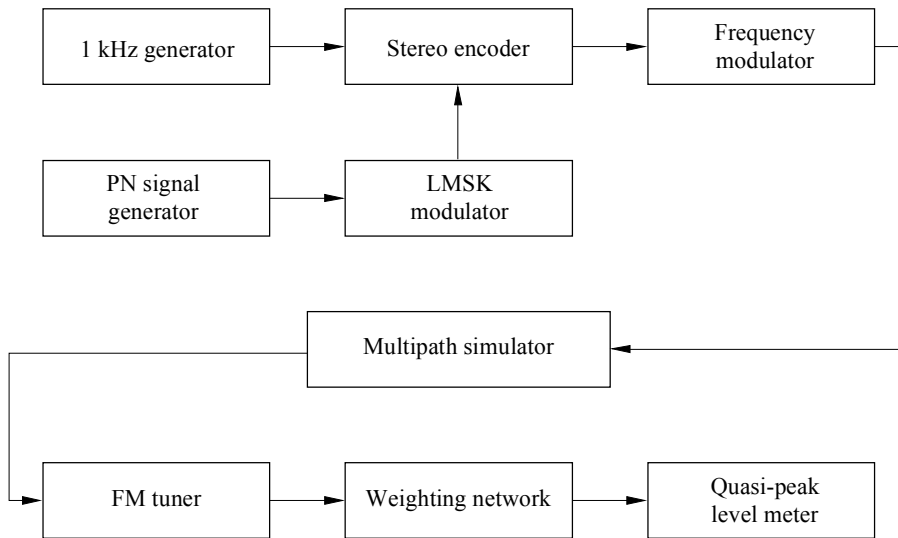 1 kHz generator
Stereo encoder
Frequency
modulator
PN signal
generator
LMSK
modulator
Multipath simulator
FM tuner
Weighting network
Quasi-peak
level meter